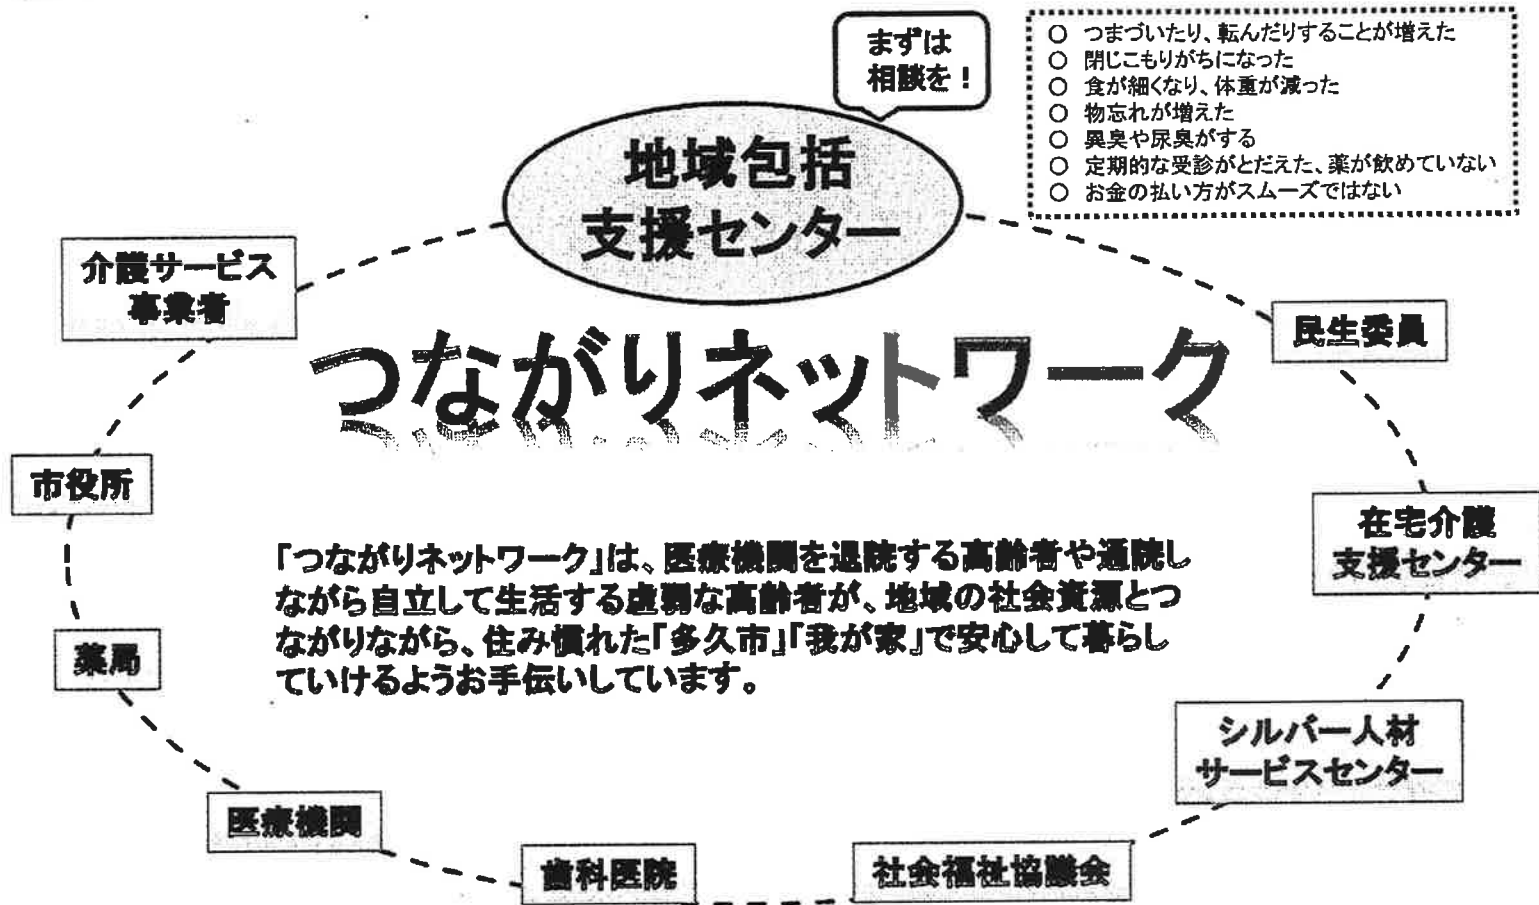 まずは
相談を！
○ つまづいたり、転んだりすることが増えた
○ 閉じこもりがちになった
○ 食が細くなり、体重が減った
○ 物忘れが増えた
○ 異臭や尿臭がする
○ 定期的な受診がとだえた、薬が飲めていない
○ お金の払い方がスムーズではない
地域包括
支援センター
介護サービス
事業者
民生委員
つながりネットワーク
市役所
在宅介護
支援センター
「つながりネットワーク」は、医療機関を退院する高齢者や通院し
ながら自立して生活する虚弱な高齢者が、地域の社会資源とつ
ながりながら、住み慣れた「多久市」「我が家」で安心して暮らし
ていけるようお手伝いしています。
薬局
シルバー人材
サービスセンター
医療機関
歯科医院
社会福祉協議会